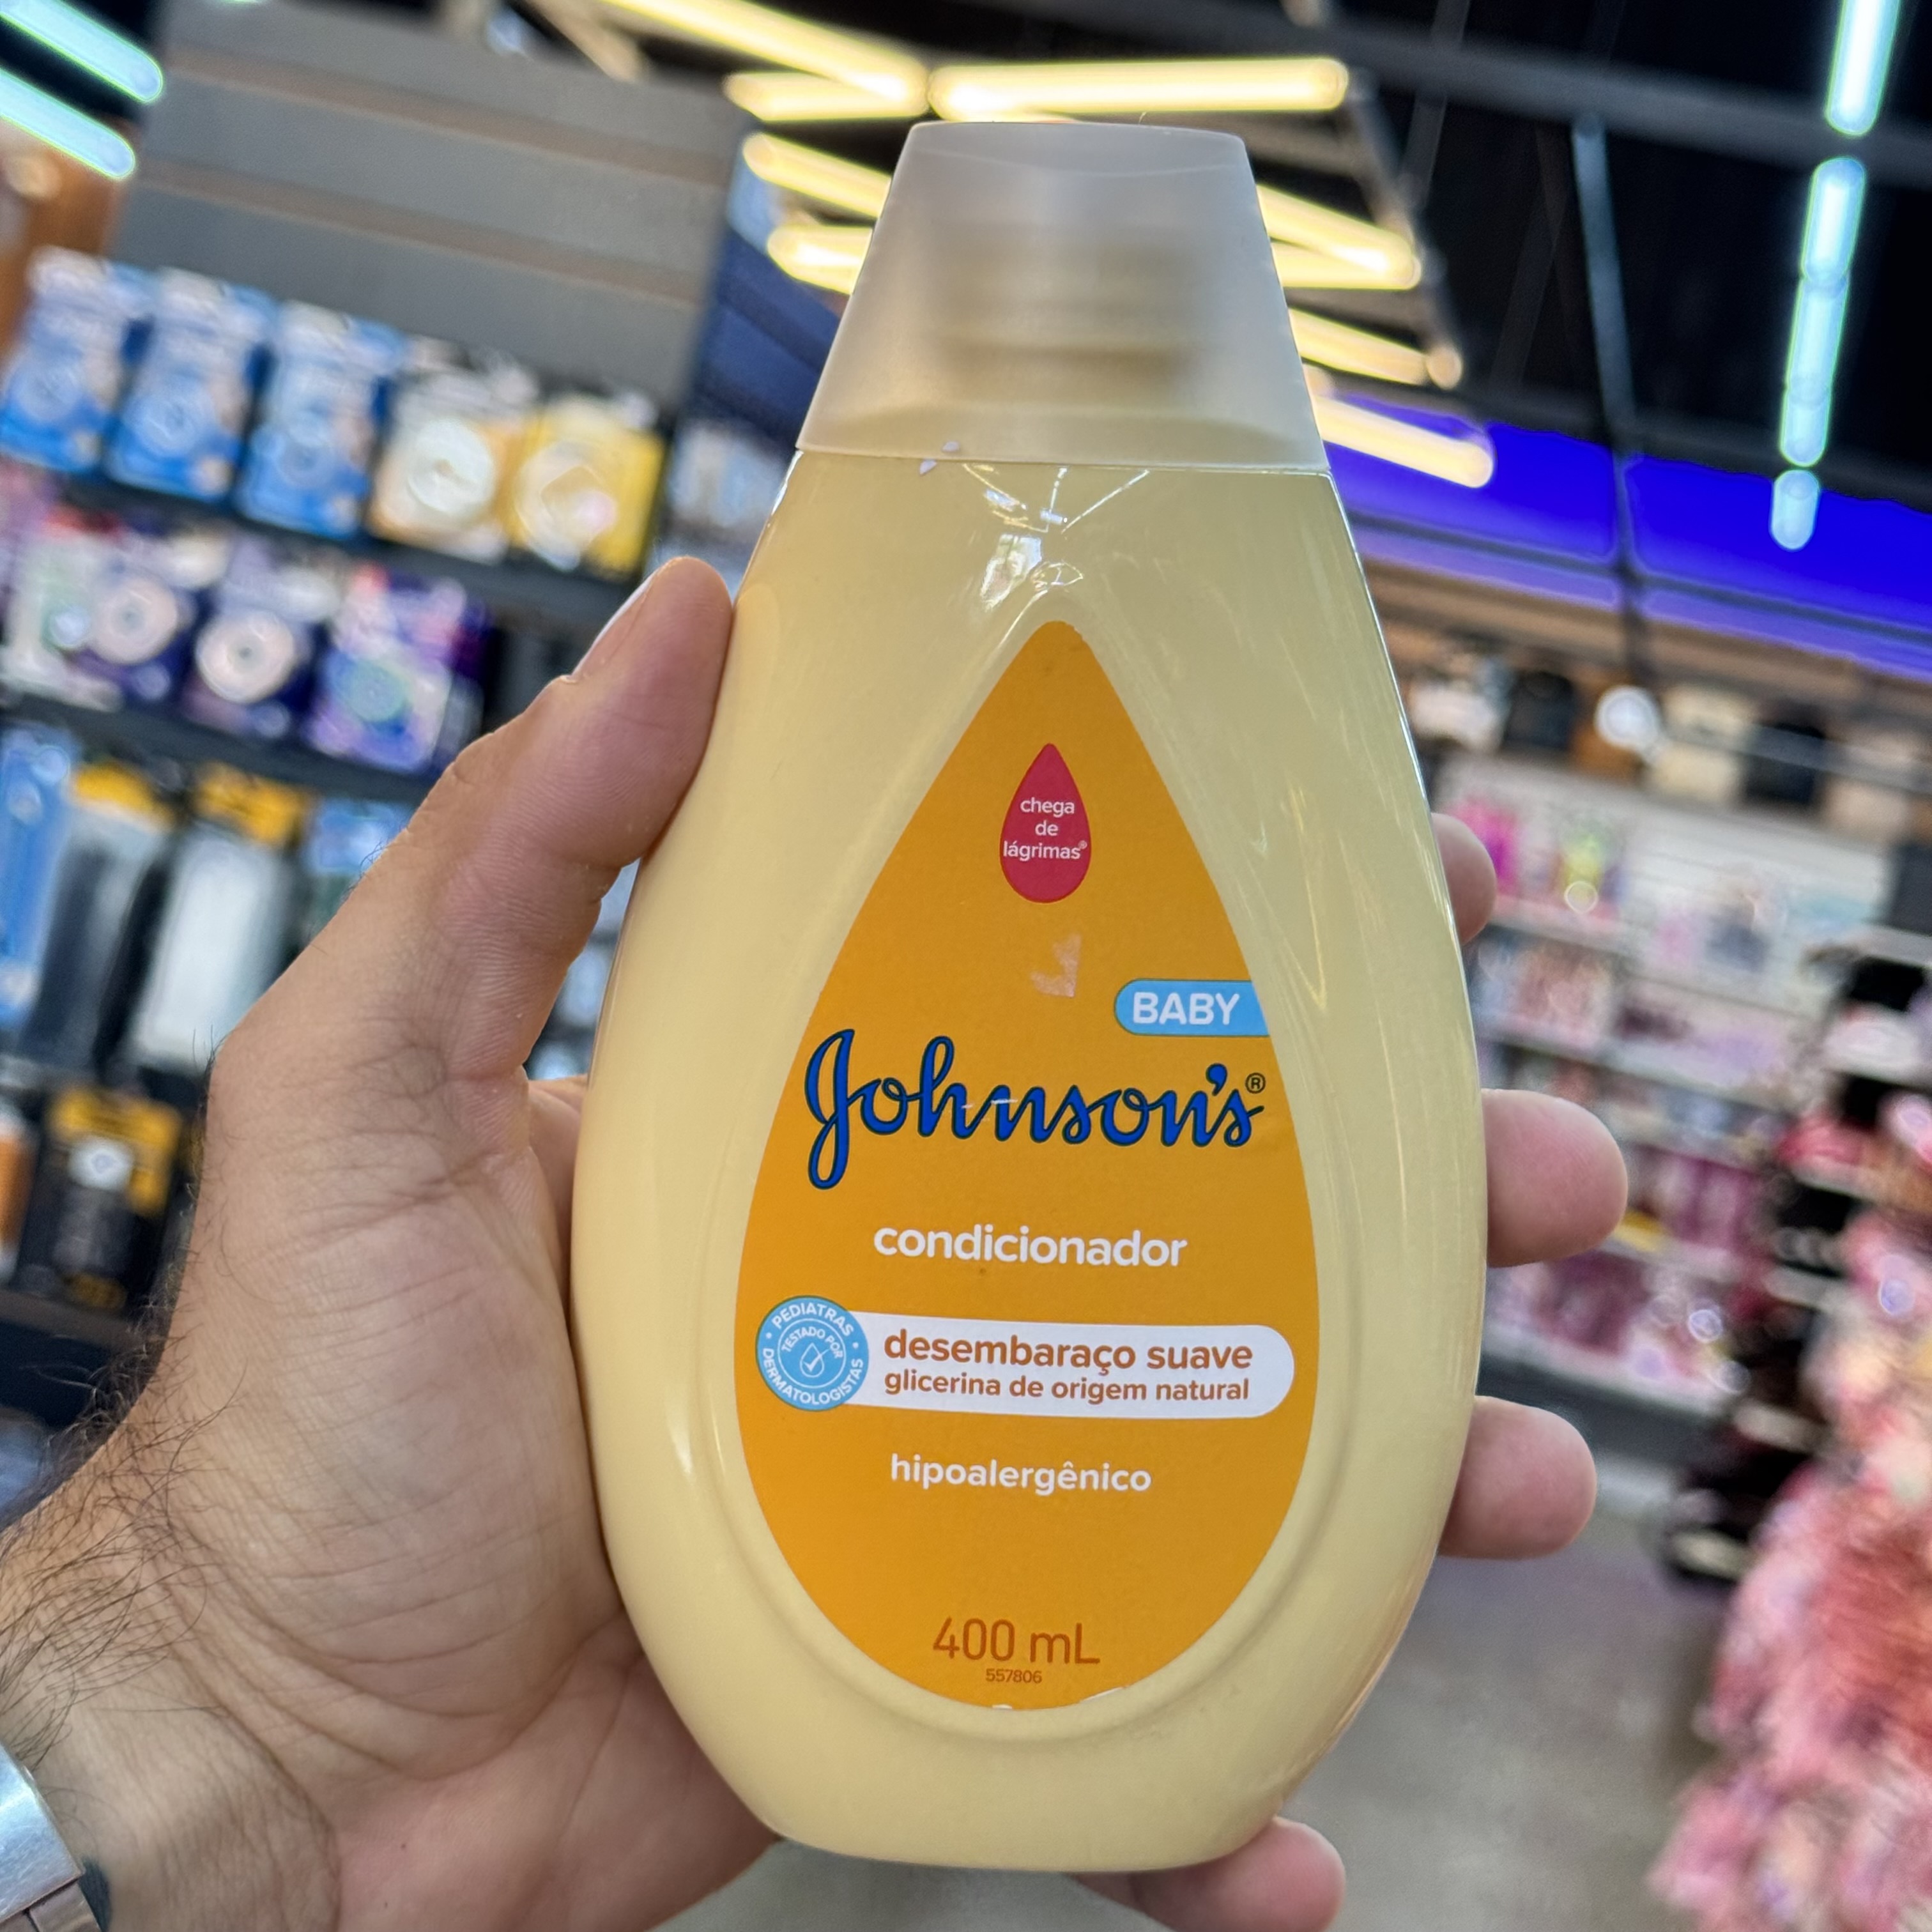 chega
de
lágrimas®
BABY
Johnson's®
condicionador
PEDIATRAS
TESTADO POR
DERMATOLOGISTAS
desembaraço suave
glicerina de origem natural
hipoalergênico
400 mL
557806